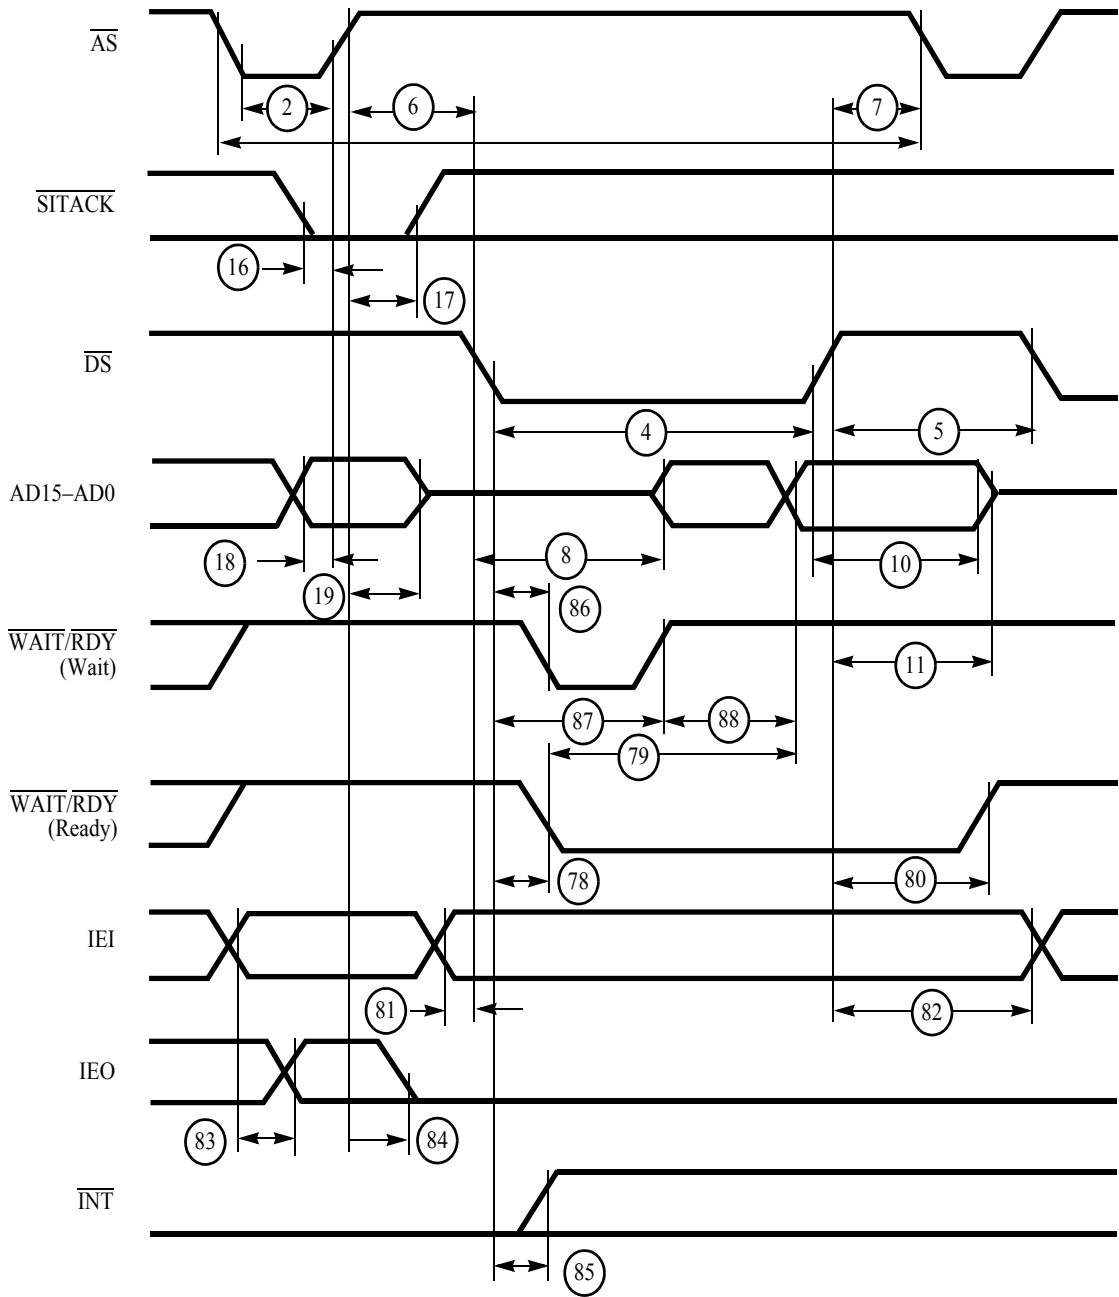 AS
2
6
7
SITACK
16
17
DS
4
5
AD15–AD0
18
8
10
19
86
WAIT/RDY
(Wait)
11
87
88
79
WAIT/RDY
(Ready)
78
80
IEI
81
82
IEO
83
84
INT
85